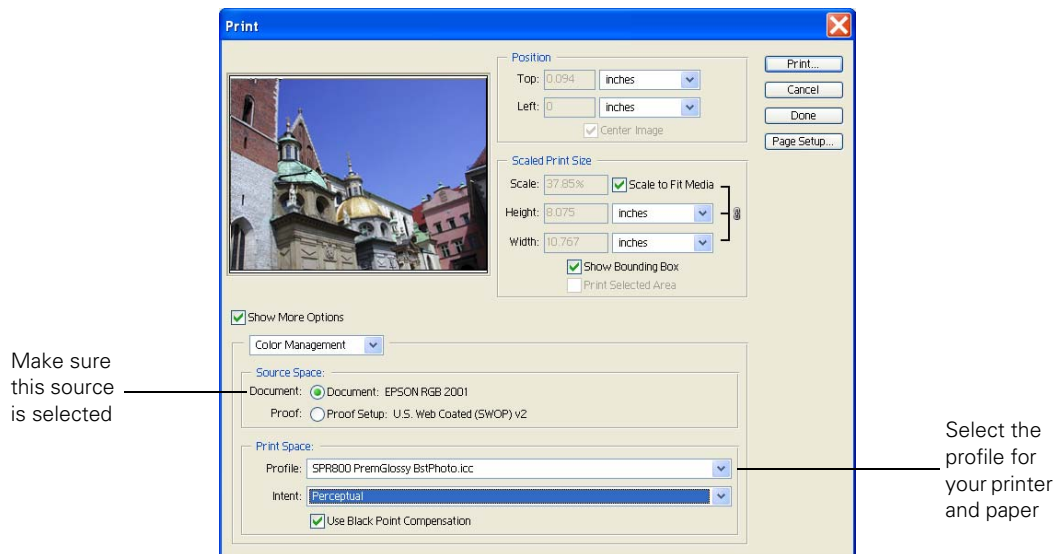 Print
Position
Top: 0.094 inches
Left: 0 inches
Center Image
Print...
Cancel
Done
Page Setup...
Scaled Print Size
Scale: 37.85% Scale to Fit Media
Height: 8.075 inches
Width: 10.767 inches
Show Bounding Box
Print Selected Area
Show More Options
Color Management
Source Space:
Document: Document: EPSON RGB 2001
Proof: Proof Setup: U.S. Web Coated (SWOP) v2
Print Space:
Profile: SPR800 PremGlossy BstPhoto.icc
Intent: Perceptual
Use Black Point Compensation
Make sure
this source
is selected
Select the
profile for
your printer
and paper